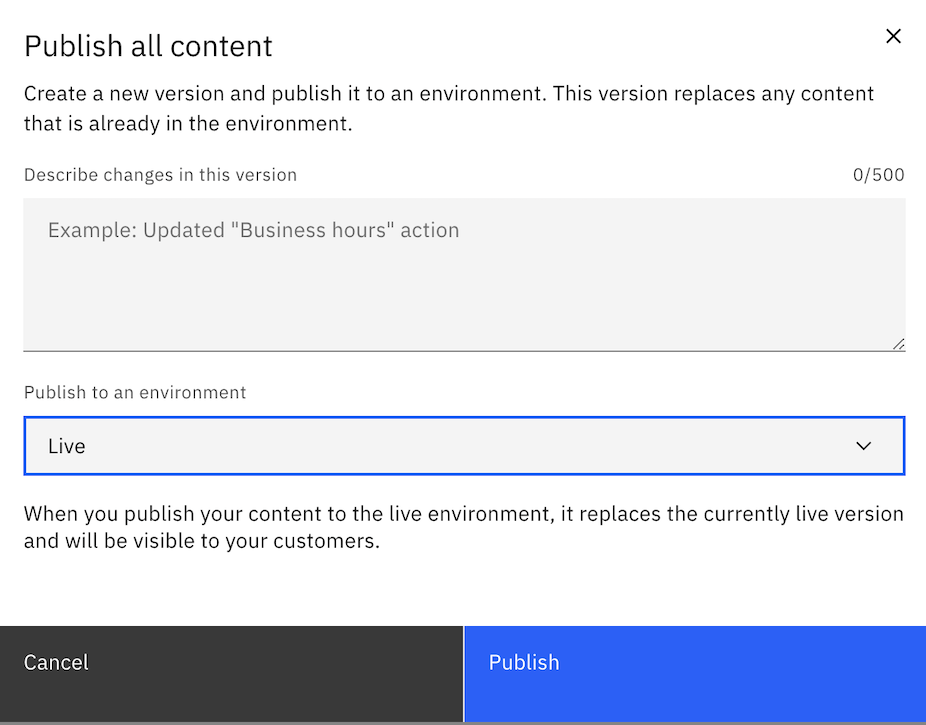 Publish all content
Create a new version and publish it to an environment. This version replaces any content
that is already in the environment.
Describe changes in this version 0/500
Example: Updated "Business hours" action
Publish to an environment
Live
When you publish your content to the live environment, it replaces the currently live version
and will be visible to your customers.
Cancel Publish